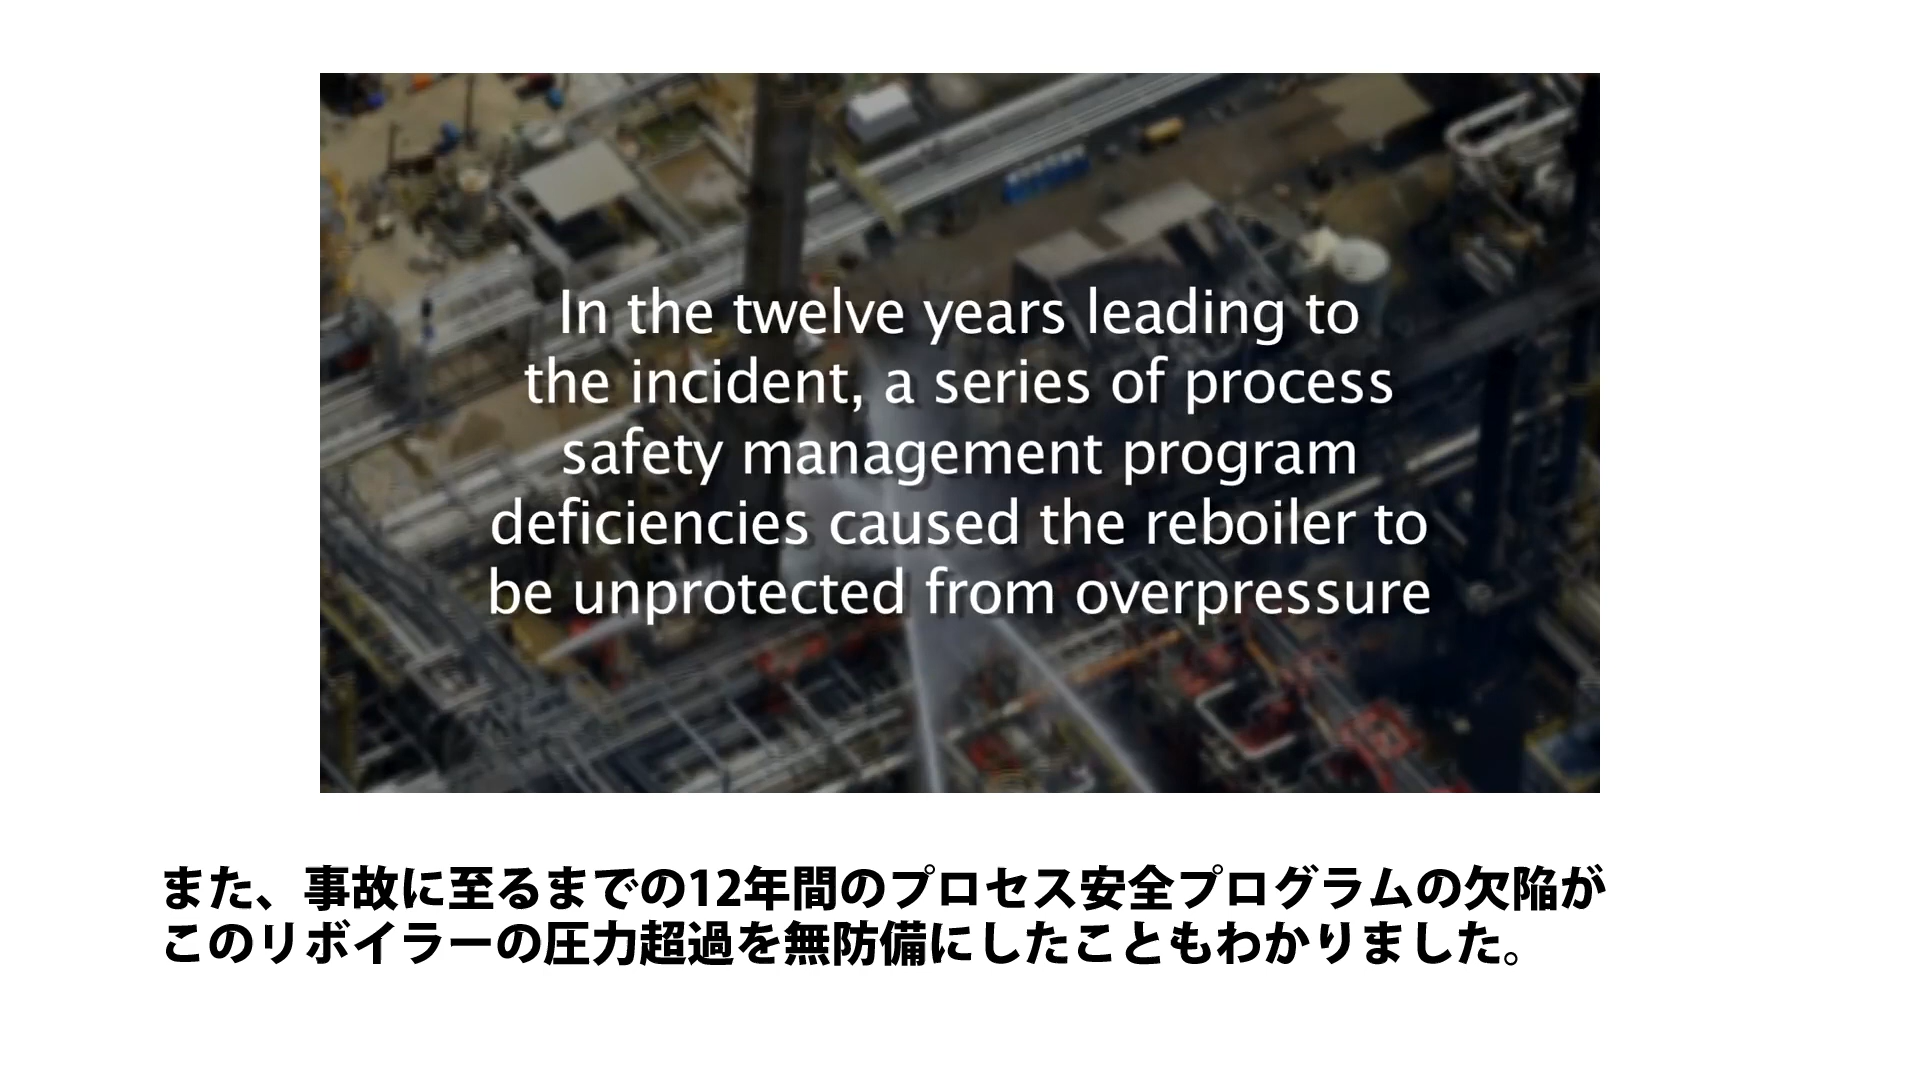 In the twelve years leading to
the incident, a series of process
safety management program
deficiencies caused the reboiler to
be unprotected from overpressure
また、事故に至るまでの12年間のプロセス安全プログラムの欠陥が
このリボイラーの圧力超過を無防備にしたこともわかりました。